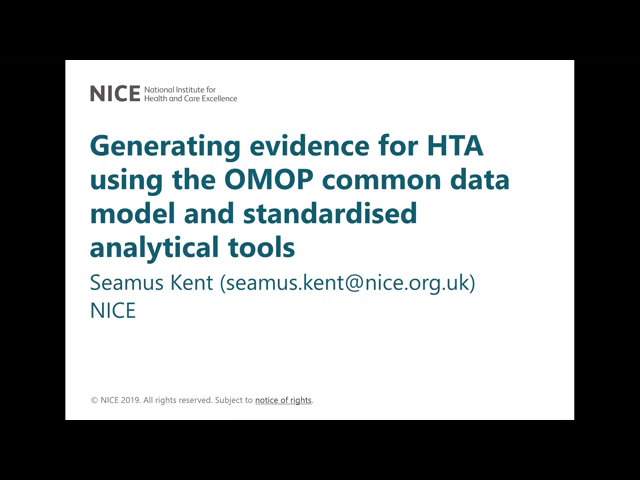 NICE National Institute for
Health and Care Excellence
Generating evidence for HTA
using the OMOP common data
model and standardised
analytical tools
Seamus Kent (seamus.kent@nice.org.uk)
NICE
© NICE 2019. All rights reserved. Subject to notice of rights.